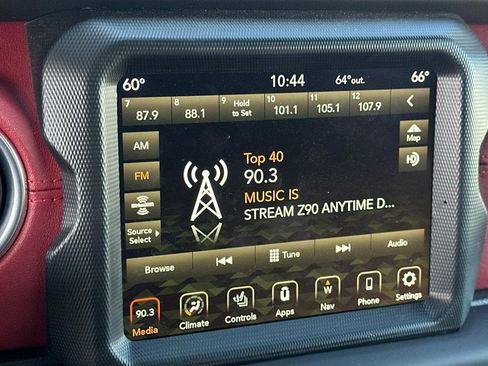 60° 10:44 64°out. 66°
7 8 9 Hold to Set 10 11 12
87.9 88.1 101.1 105.1 107.9
AM
Map
FM
HD
Top 40
90.3
MUSIC IS
STREAM Z90 ANYTIME D...
Source
Select
Browse Tune Audio
90.3
W
Media Climate Controls Apps Nav Phone Settings